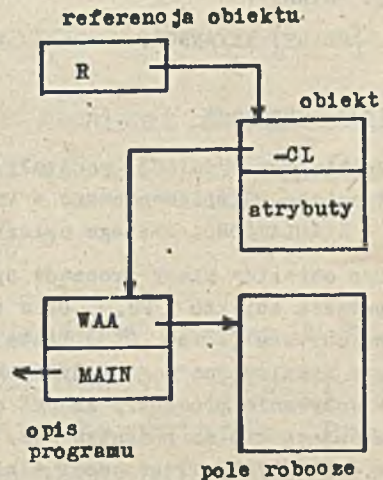 referencja obiektu
R
obiekt
-CL
atrybuty
WAA
MAIN
opis
programu
pole robocze